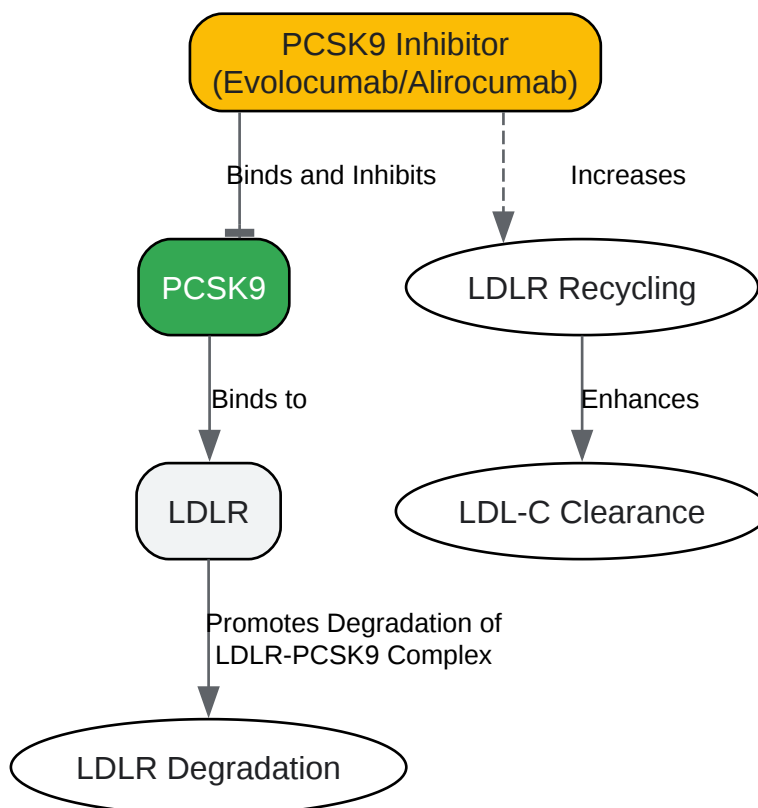 PCSK9 Inhibitor
(Evolocumab/Alirocumab)
Binds and Inhibits
Increases
PCSK9
LDLR Recycling
Binds to
Enhances
LDLR
LDL-C Clearance
Promotes Degradation of
LDLR-PCSK9 Complex
LDLR Degradation